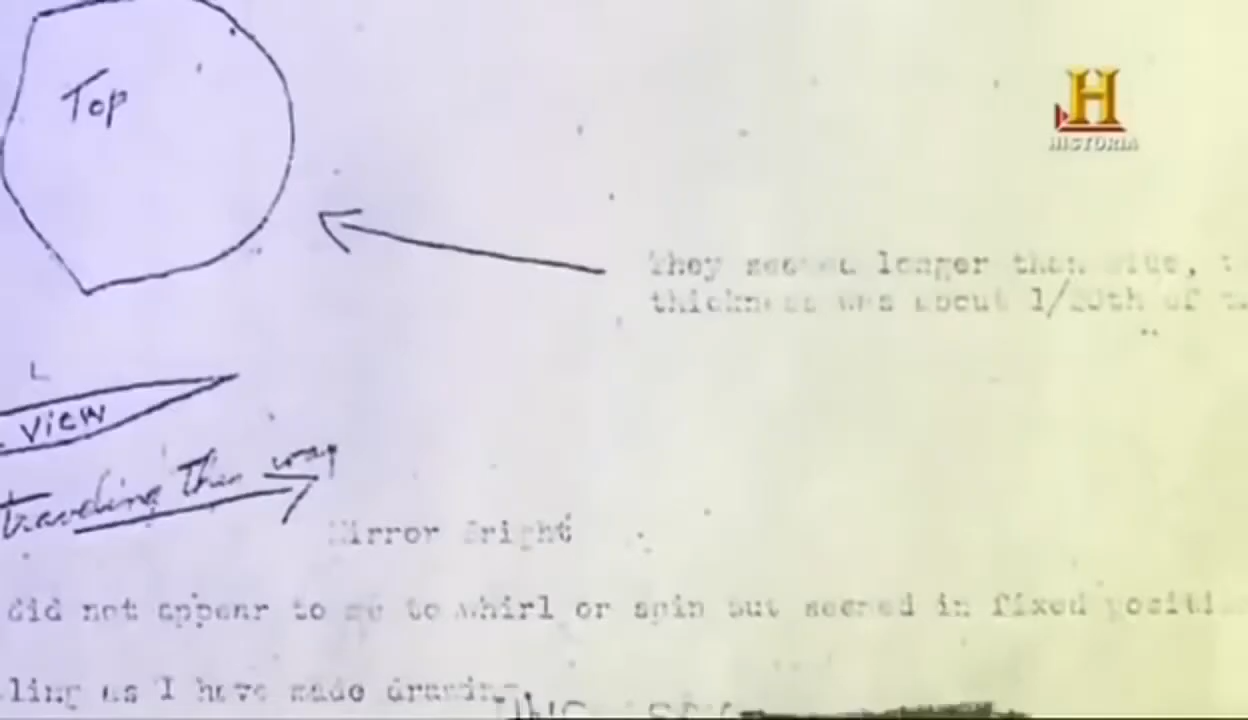 Top
H
HISTORIA
They seemed longer than wide,
thickness was about 1/20th of
view
traveling This way
Mirror Bright
did not appear to me to whirl or spin but seemed in fixed positi
ling as I have made drawing.